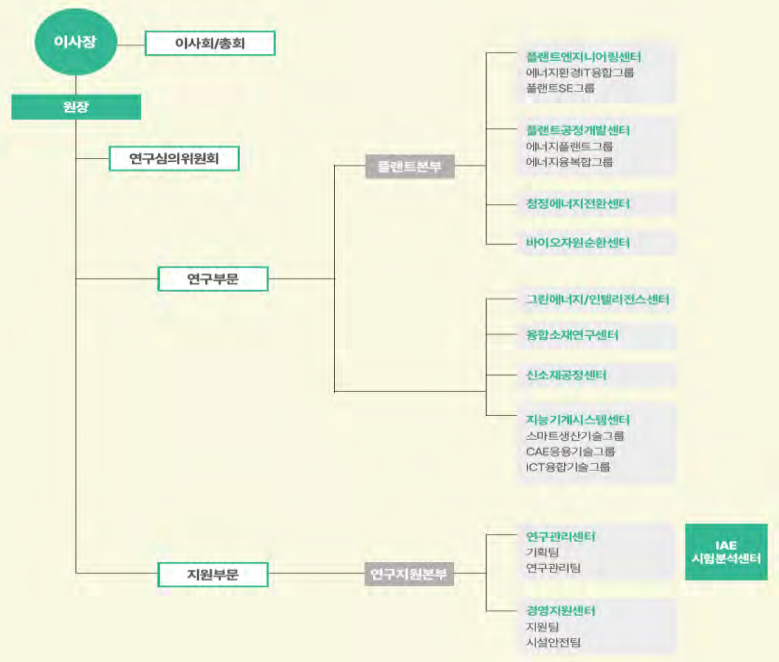 이사장
이사회/총회
원장
연구심의위원회
연구부문
플랜트본부
플랜트엔지니어링센터
에너지환경IT융합그룹
플랜트SE그룹
플랜트공정개발센터
에너지플랜트그룹
에너지융복합그룹
청정에너지전환센터
바이오자원순환센터
그린에너지/인텔리전스센터
융합소재연구센터
신소재공정센터
지능기계시스템센터
스마트생산기술그룹
CAE응용기술그룹
ICT융합기술그룹
지원부문
연구지원본부
연구관리센터
기획팀
연구관리팀
경영지원센터
지원팀
시설안전팀
IAE
시험분석센터